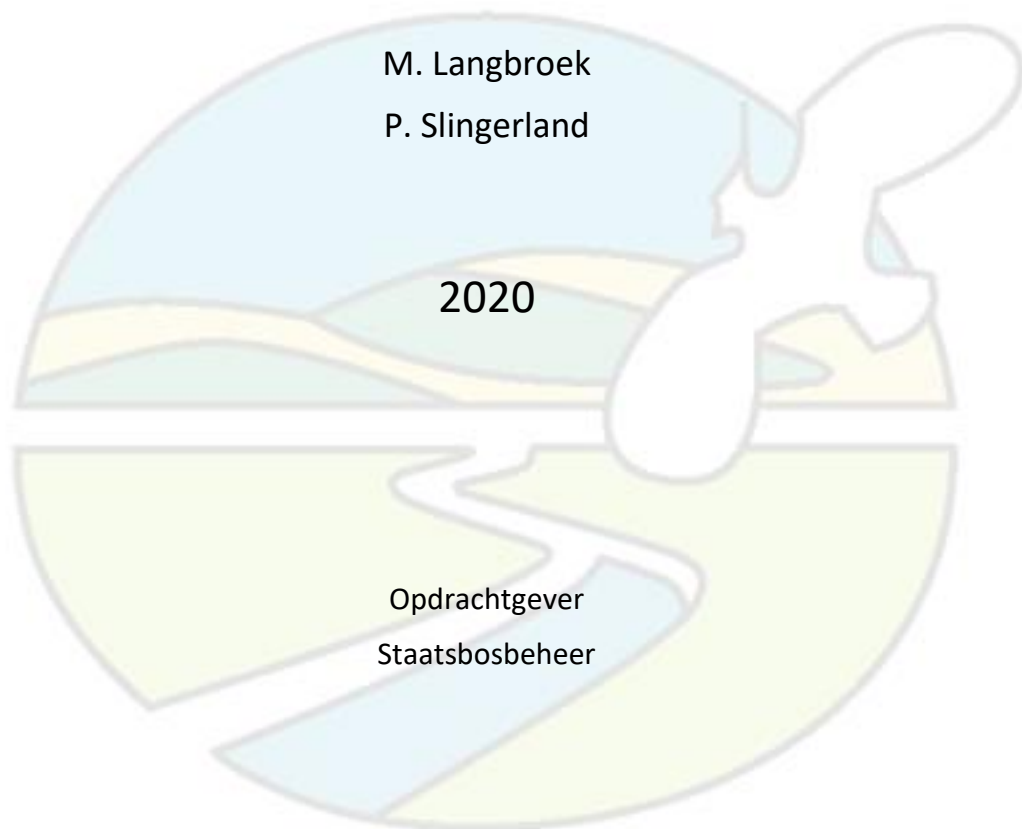 M. Langbroek
P. Slingerland
2020
Opdrachtgever
Staatsbosbeheer